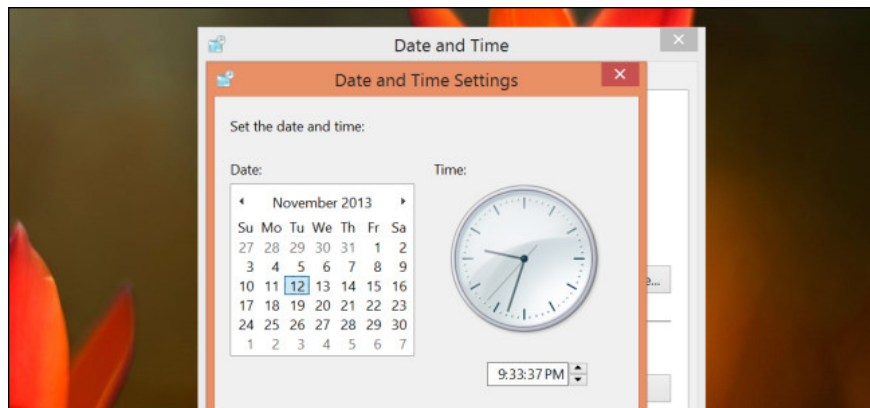 Date and Time
Date and Time Settings
Set the date and time:
Date: Time:
November 2013
Su Mo Tu We Th Fr Sa
27 28 29 30 31 1 2
3 4 5 6 7 8 9
10 11 12 13 14 15 16
17 18 19 20 21 22 23
24 25 26 27 28 29 30
1 2 3 4 5 6 7
9:33:37 PM